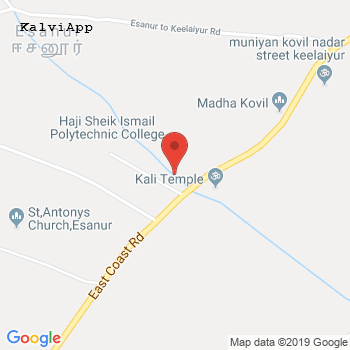 KalviApp
Esanur
ஈசனூர்
Esanur to Keelaiyur Rd
muniyan kovil nadar
street keelaiyur
Madha Kovil
Haji Sheik Ismail
Polytechnic College
Kali Temple
St,Antonys
Church,Esanur
East Coast Rd
Google
Map data ©2019 Google